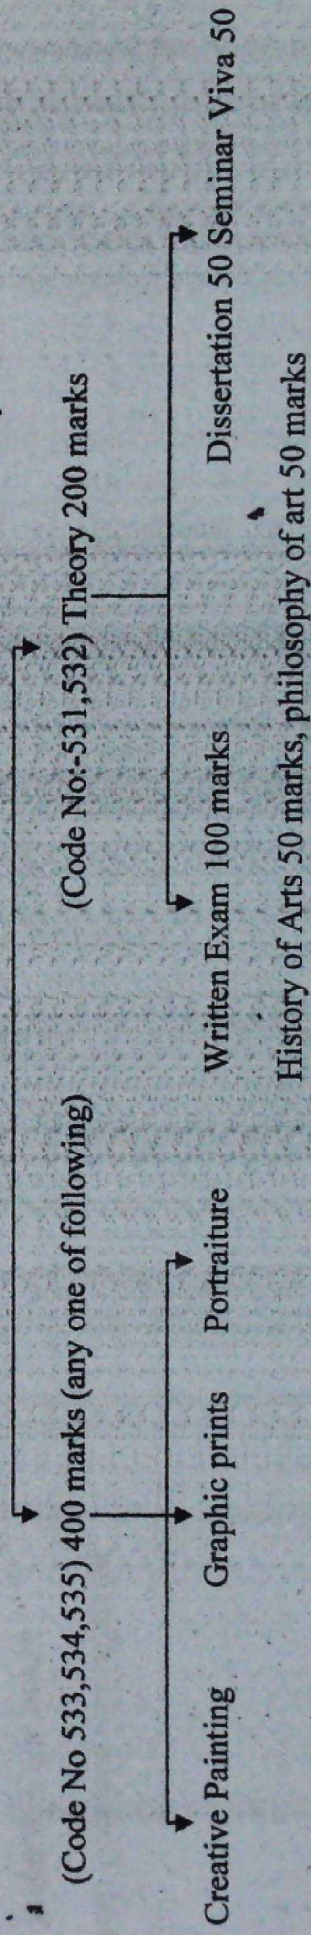 (Code No 533,534,535) 400 marks (any one of following) (Code No:-531,532) Theory 200 marks
Creative Painting Graphic prints Portraiture Written Exam 100 marks Dissertation 50 Seminar Viva 50
History of Arts 50 marks, philosophy of art 50 marks